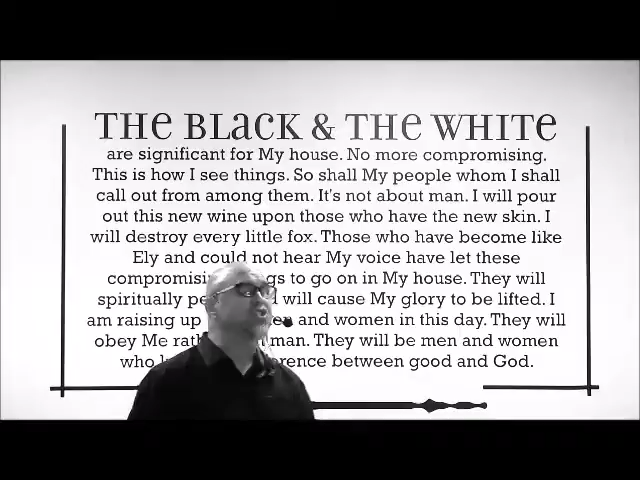 THE BLACK & THE WHITE
are significant for My house. No more compromising.
This is how I see things. So shall My people whom I shall
call out from among them. It's not about man. I will pour
out this new wine upon those who have the new skin. I
will destroy every little fox. Those who have become like
Ely and could not hear My voice have let these
compromising gs to go on in My house. They will
spiritually pe I will cause My glory to be lifted. I
am raising up en and women in this day. They will
obey Me rath man. They will be men and women
who erence between good and God.